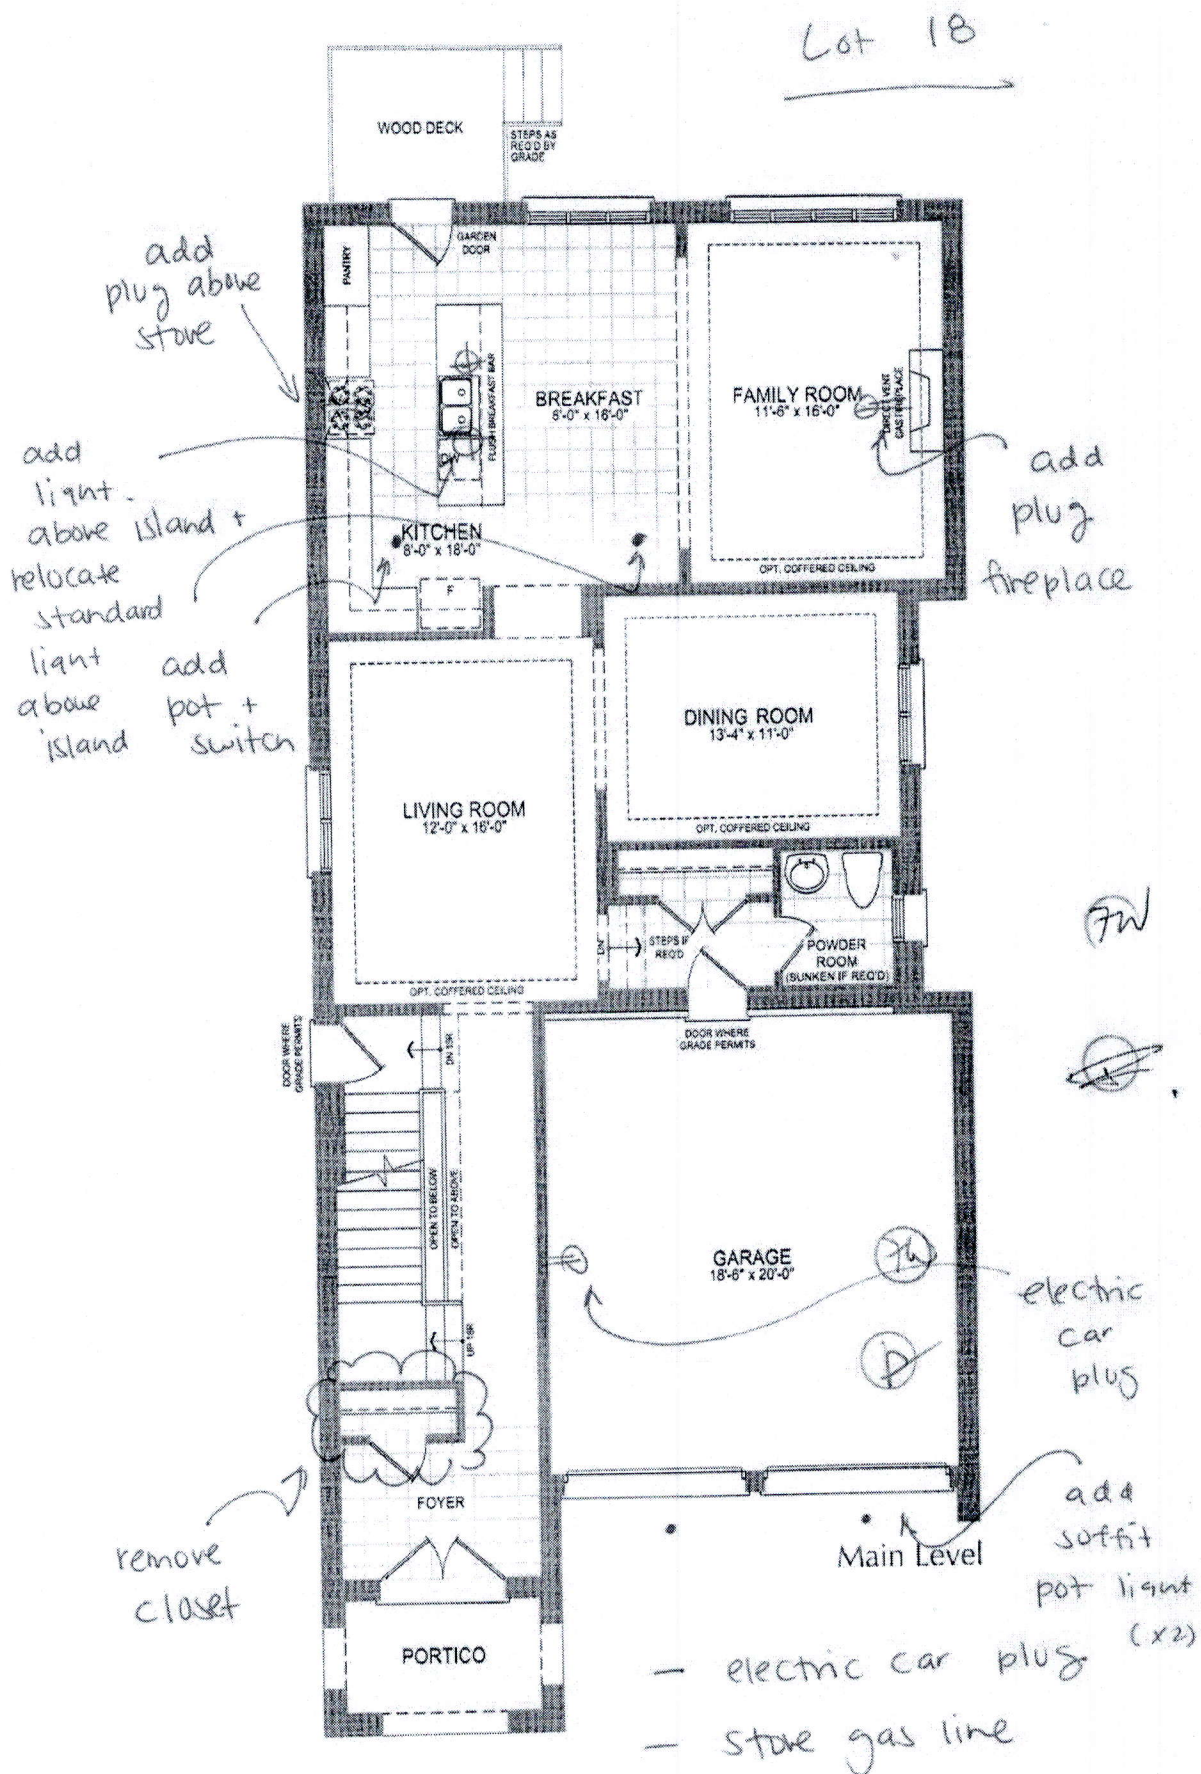 Lot 18
WOOD DECK
STEPS AS
REQ'D BY
GRADE
add
plug above
stove
PANTRY
GARDEN
DOOR
FLUSH BREAKFAST BAR
DW
BREAKFAST
8'-0" x 16'-0"
FAMILY ROOM
11'-6" x 16'-0"
DIRECT VENT
GAS FIREPLACE
add
plug
fireplace
add
light
above island +
relocate
standard
light
above
island
add
pot +
switch
KITCHEN
8'-0" x 18'-0"
F
OPT. COFFERED CEILING
DINING ROOM
13'-4" x 11'-0"
OPT. COFFERED CEILING
LIVING ROOM
12'-0" x 16'-0"
OPT. COFFERED CEILING
DN
STEPS IF
REQ'D
POWDER
ROOM
(SUNKEN IF REQ'D)
DOOR WHERE
GRADE PERMITS
DOOR WHERE
GRADE PERMITS
OPEN TO BELOW
OPEN TO ABOVE
GARAGE
18'-6" x 20'-0"
electric
car
plug
FOYER
remove
closet
add
soffit
pot light
(x2)
Main Level
PORTICO
- electric car plug
- stove gas line